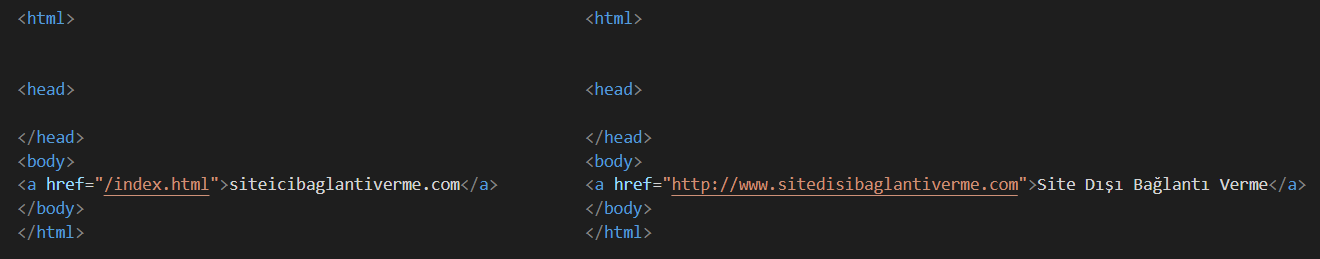 <html>
<head>
</head>
<body>
<a href="/index.html">siteicibaglantiverme.com</a>
</body>
</html>
<html>
<head>
</head>
<body>
<a href="http://www.sitedisibaglantiverme.com">Site Dışı Bağlantı Verme</a>
</body>
</html>